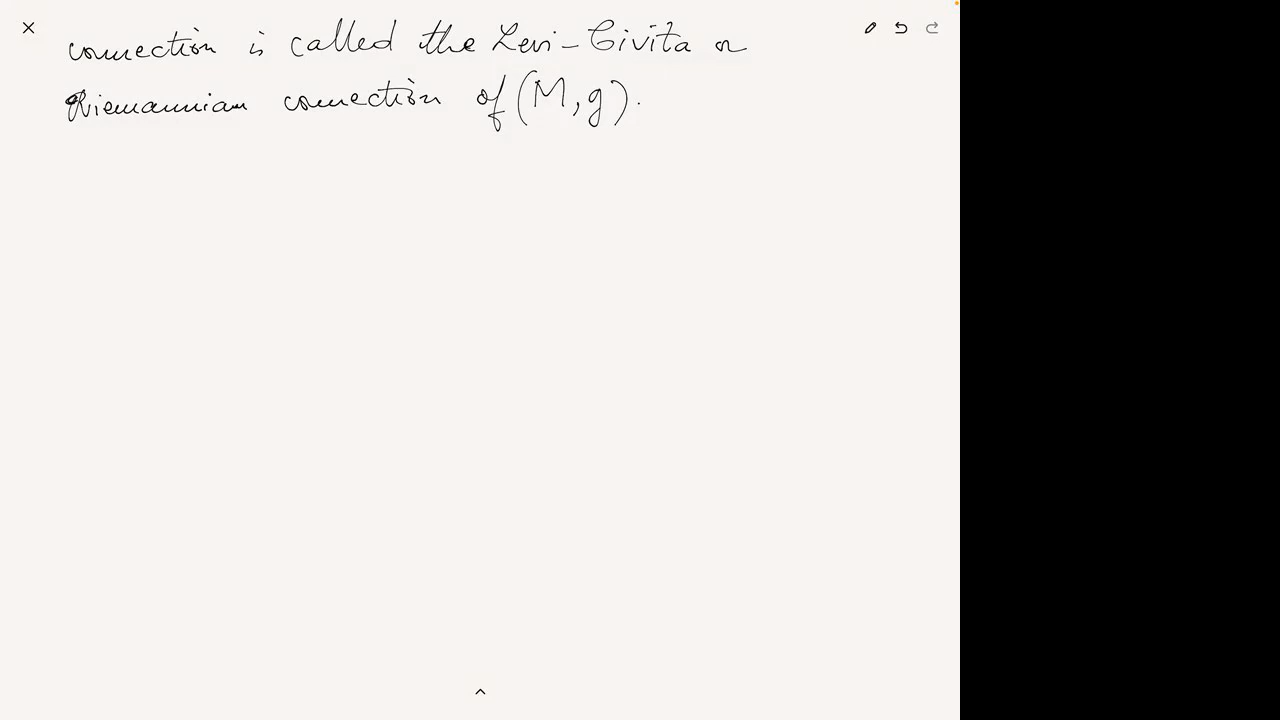 connection is called the Levi-Civita or
Riemannian connection of (M, g).